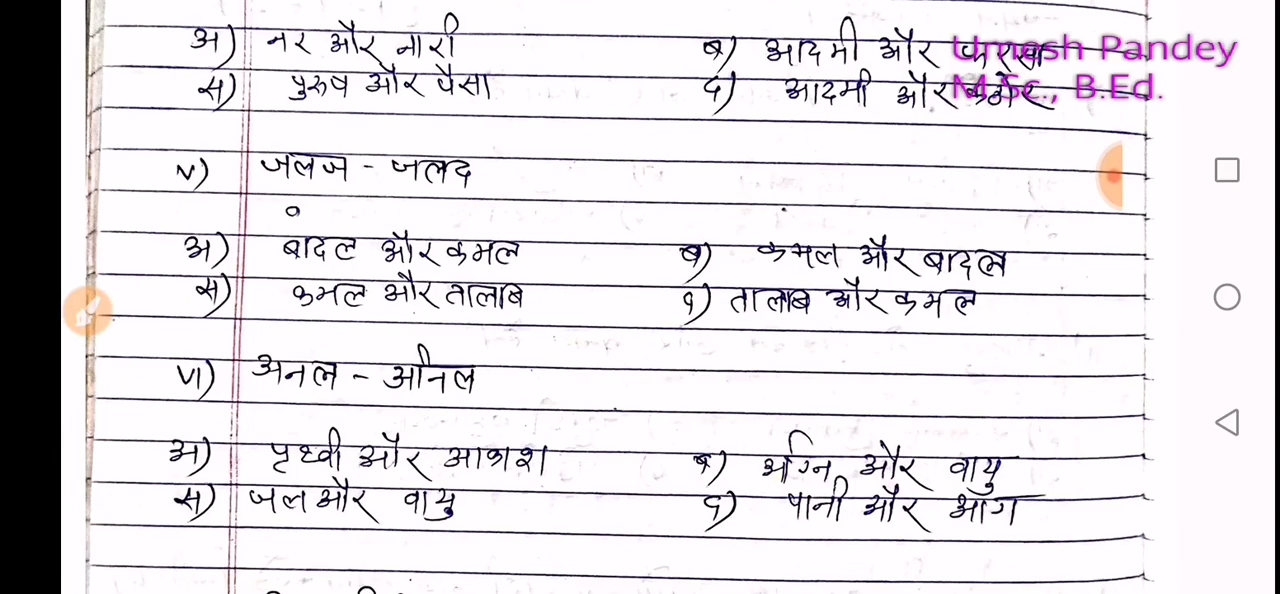 अ) नर और नारी ब) आदमी और
Umesh Pandey
स) पुरुष और पैसा द) आदमी और
M.Sc., B.Ed.
v) जलज - जलद
अ) बादल और कमल ब) कमल और बादल
स) कमल और तालाब द) तालाब और कमल
VI) अनल - अनिल
अ) पृथ्वी और आकाश ब) अग्नि और वायु
स) जल और वायु द) पानी और आग